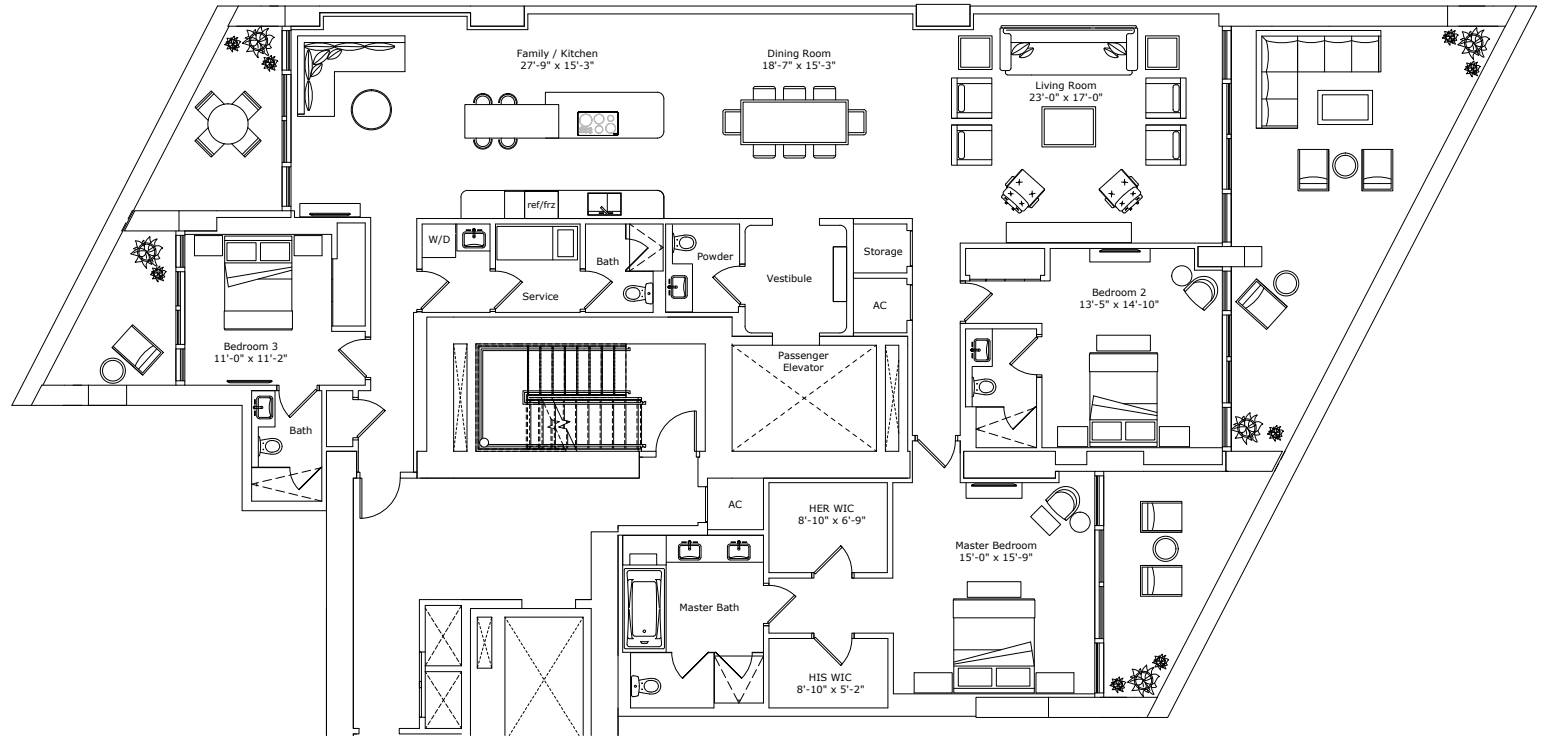 Family / Kitchen
27'-9" x 15'-3"
Dining Room
18'-7" x 15'-3"
Living Room
23'-0" x 17'-0"
ref/frz
W/D
Bath
Powder
Service
Vestibule
Storage
AC
Bedroom 2
13'-5" x 14'-10"
Bedroom 3
11'-0" x 11'-2"
Passenger
Elevator
Bath
AC
HER WIC
8'-10" x 6'-9"
Master Bedroom
15'-0" x 15'-9"
Master Bath
HIS WIC
8'-10" x 5'-2"